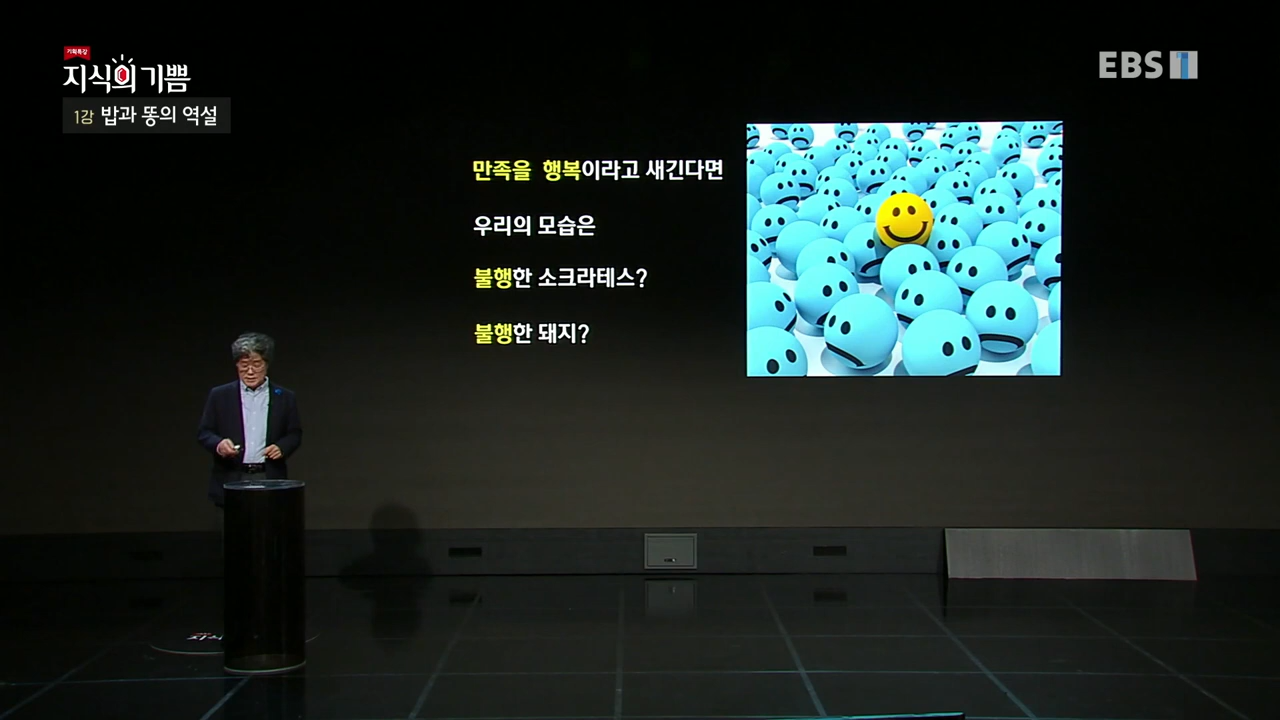 기획특강
지식의 기쁨
1강 밥과 똥의 역설
EBS 1
만족을 행복이라고 새긴다면
우리의 모습은
불행한 소크라테스?
불행한 돼지?
지식